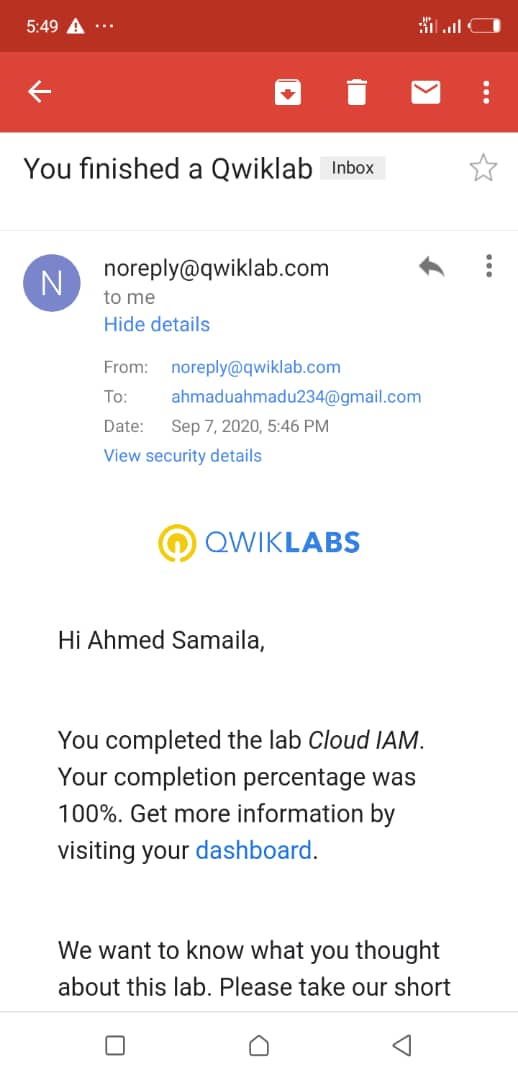 5:49
You finished a Qwiklab Inbox
N
noreply@qwiklab.com
to me
Hide details
From: noreply@qwiklab.com
To: ahmaduahmadu234@gmail.com
Date: Sep 7, 2020, 5:46 PM
View security details
QWIKLABS
Hi Ahmed Samaila,
You completed the lab Cloud IAM.
Your completion percentage was
100%. Get more information by
visiting your dashboard.
We want to know what you thought
about this lab. Please take our short